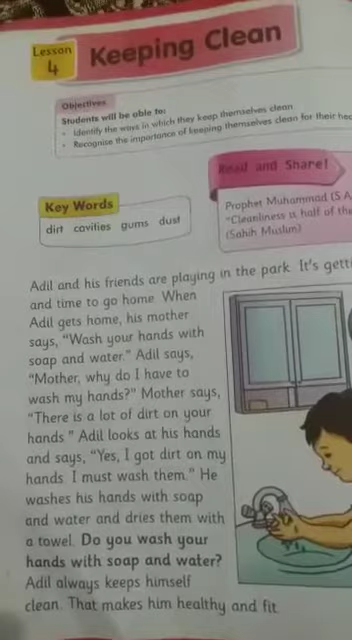 Lesson
4
Keeping Clean
Objectives
Students will be able to:
• Identify the ways in which they keep themselves clean
• Recognise the importance of keeping themselves clean for their
Key Words
dirt cavities gums dust
Read and Share!
Prophet Muhammad (S.A
"Cleanliness is half of
(Sahih Muslim)
Adil and his friends are playing in the park. It's
and time to go home. When
Adil gets home, his mother
says, "Wash your hands with
soap and water." Adil says,
"Mother, why do I have to
wash my hands?" Mother says,
"There is a lot of dirt on your
hands." Adil looks at his hands
and says, "Yes, I got dirt on my
hands. I must wash them." He
washes his hands with soap
and water and dries them with
a towel. Do you wash your
hands with soap and water?
Adil always keeps himself
clean. That makes him healthy and fit.